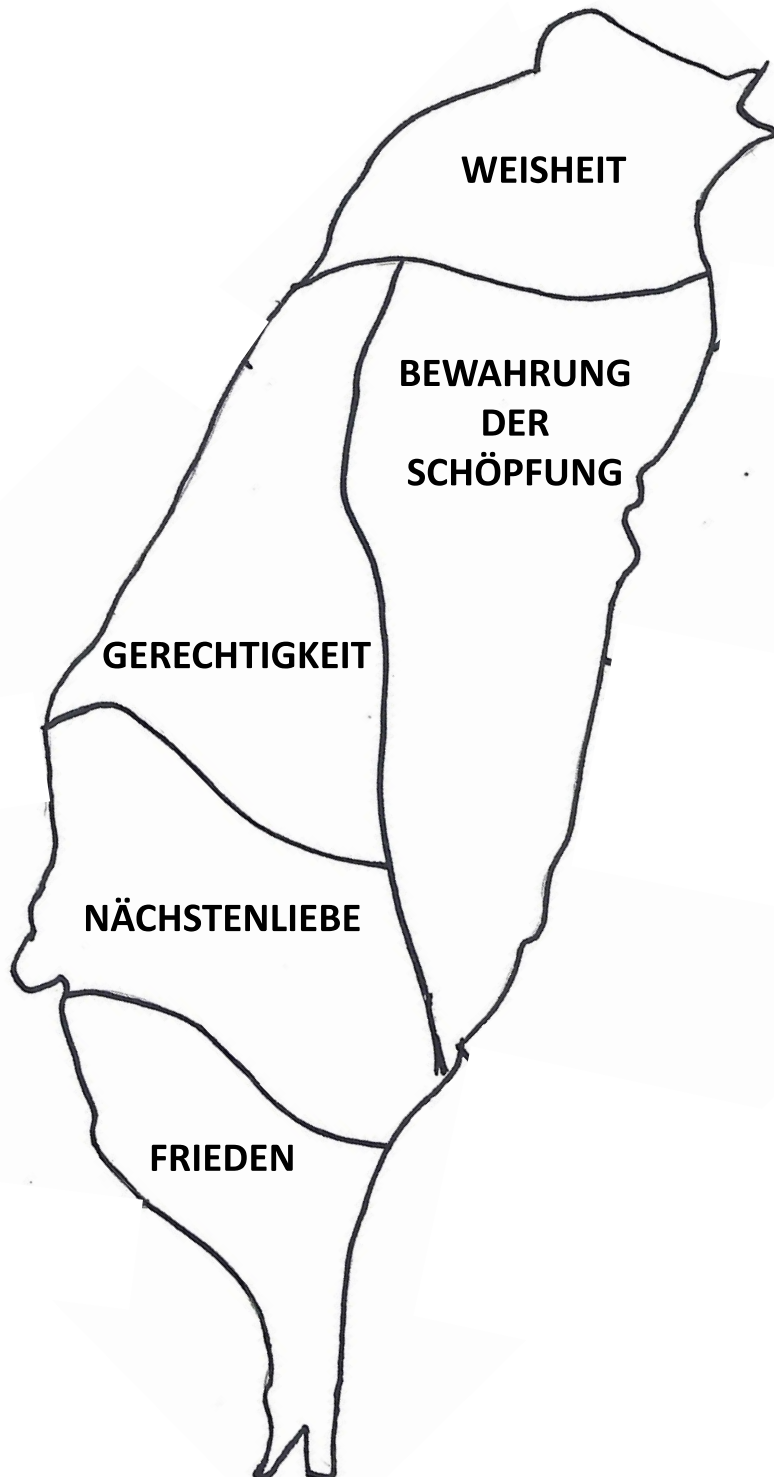 WEISHEIT
BEWAHRUNG
DER
SCHÖPFUNG
GERECHTIGKEIT
NÄCHSTENLIEBE
FRIEDEN